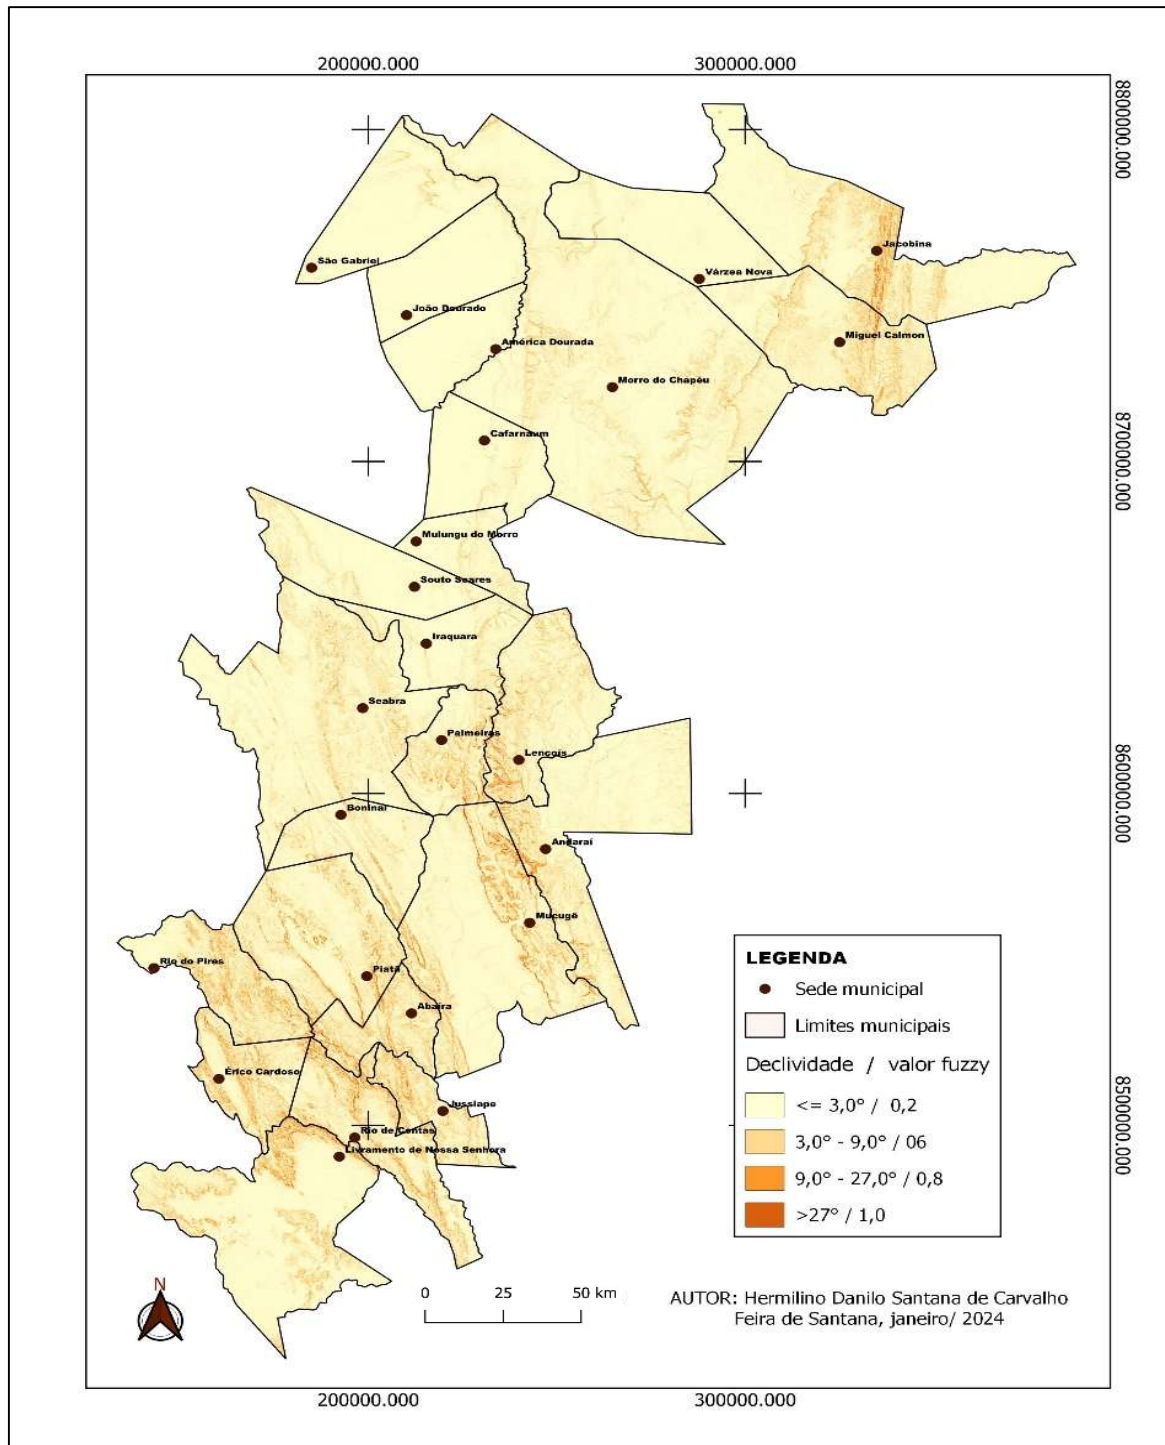 200000.000
300000.000
8800000.000
Jacobina
São Gabriel
Várzea Nova
João Dourado
Miguel Calmon
América Dourada
Morro do Chapéu
Cafarnaum
8700000.000
Mulungu do Morro
Souto Soares
Iraquara
Seabra
Palmeiras
Lençois
8600000.000
Boninal
Andaraí
Mucugê
Rio do Pires
Piatã
Abaíra
Érico Cardoso
Jussiape
8500000.000
Rio de Contas
Livramento de Nossa Senhora
LEGENDA
Sede municipal
Limites municipais
Declividade / valor fuzzy
<= 3,0° / 0,2
3,0° - 9,0° / 06
9,0° - 27,0° / 0,8
>27° / 1,0
N
0 25 50 km
AUTOR: Hermilino Danilo Santana de Carvalho
Feira de Santana, janeiro/ 2024
200000.000
300000.000